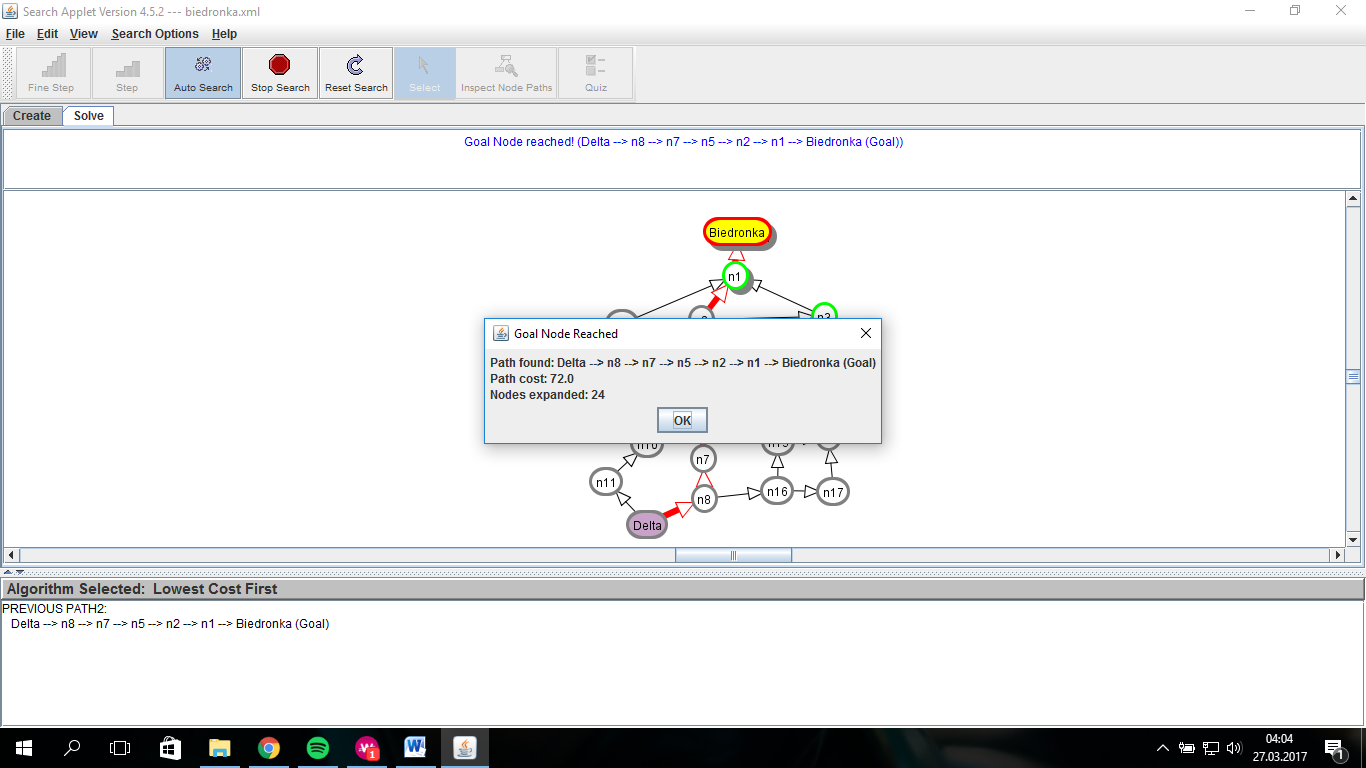 Search Applet Version 4.5.2 --- biedronka.xml
File Edit View Search Options Help
Fine Step Step Auto Search Stop Search Reset Search Select Inspect Node Paths Quiz
Create Solve
Goal Node reached! (Delta --> n8 --> n7 --> n5 --> n2 --> n1 --> Biedronka (Goal))
Biedronka
n1
n3
Goal Node Reached
Path found: Delta --> n8 --> n7 --> n5 --> n2 --> n1 --> Biedronka (Goal)
Path cost: 72.0
Nodes expanded: 24
OK
n10
n7
n11
n8
n16
n17
Delta
Algorithm Selected: Lowest Cost First
PREVIOUS PATH2:
Delta --> n8 --> n7 --> n5 --> n2 --> n1 --> Biedronka (Goal)
04:04
27.03.2017